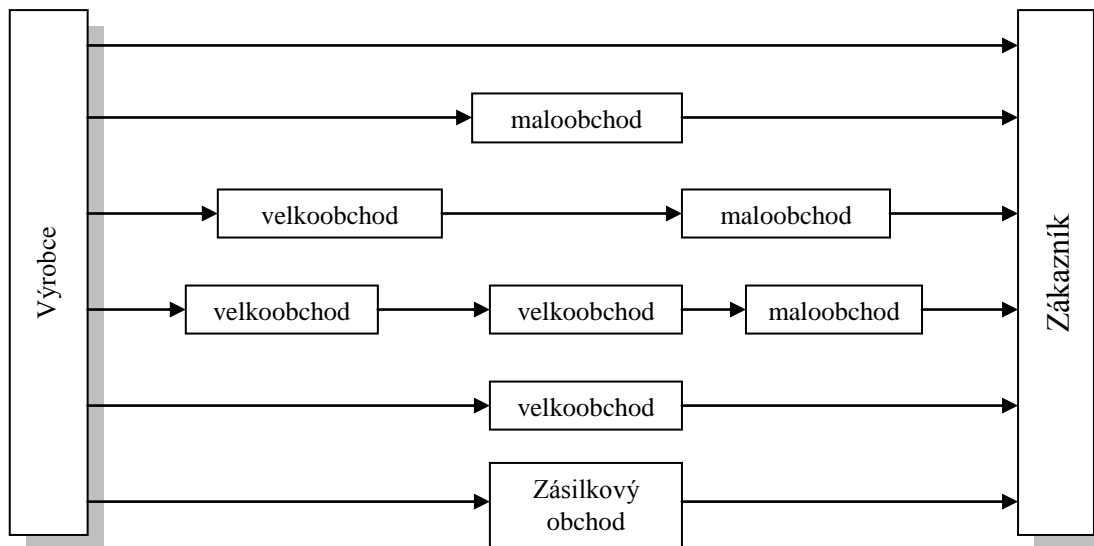 Výrobce
maloobchod
velkoobchod
maloobchod
velkoobchod
velkoobchod
maloobchod
velkoobchod
Zásilkový
obchod
Zákazník